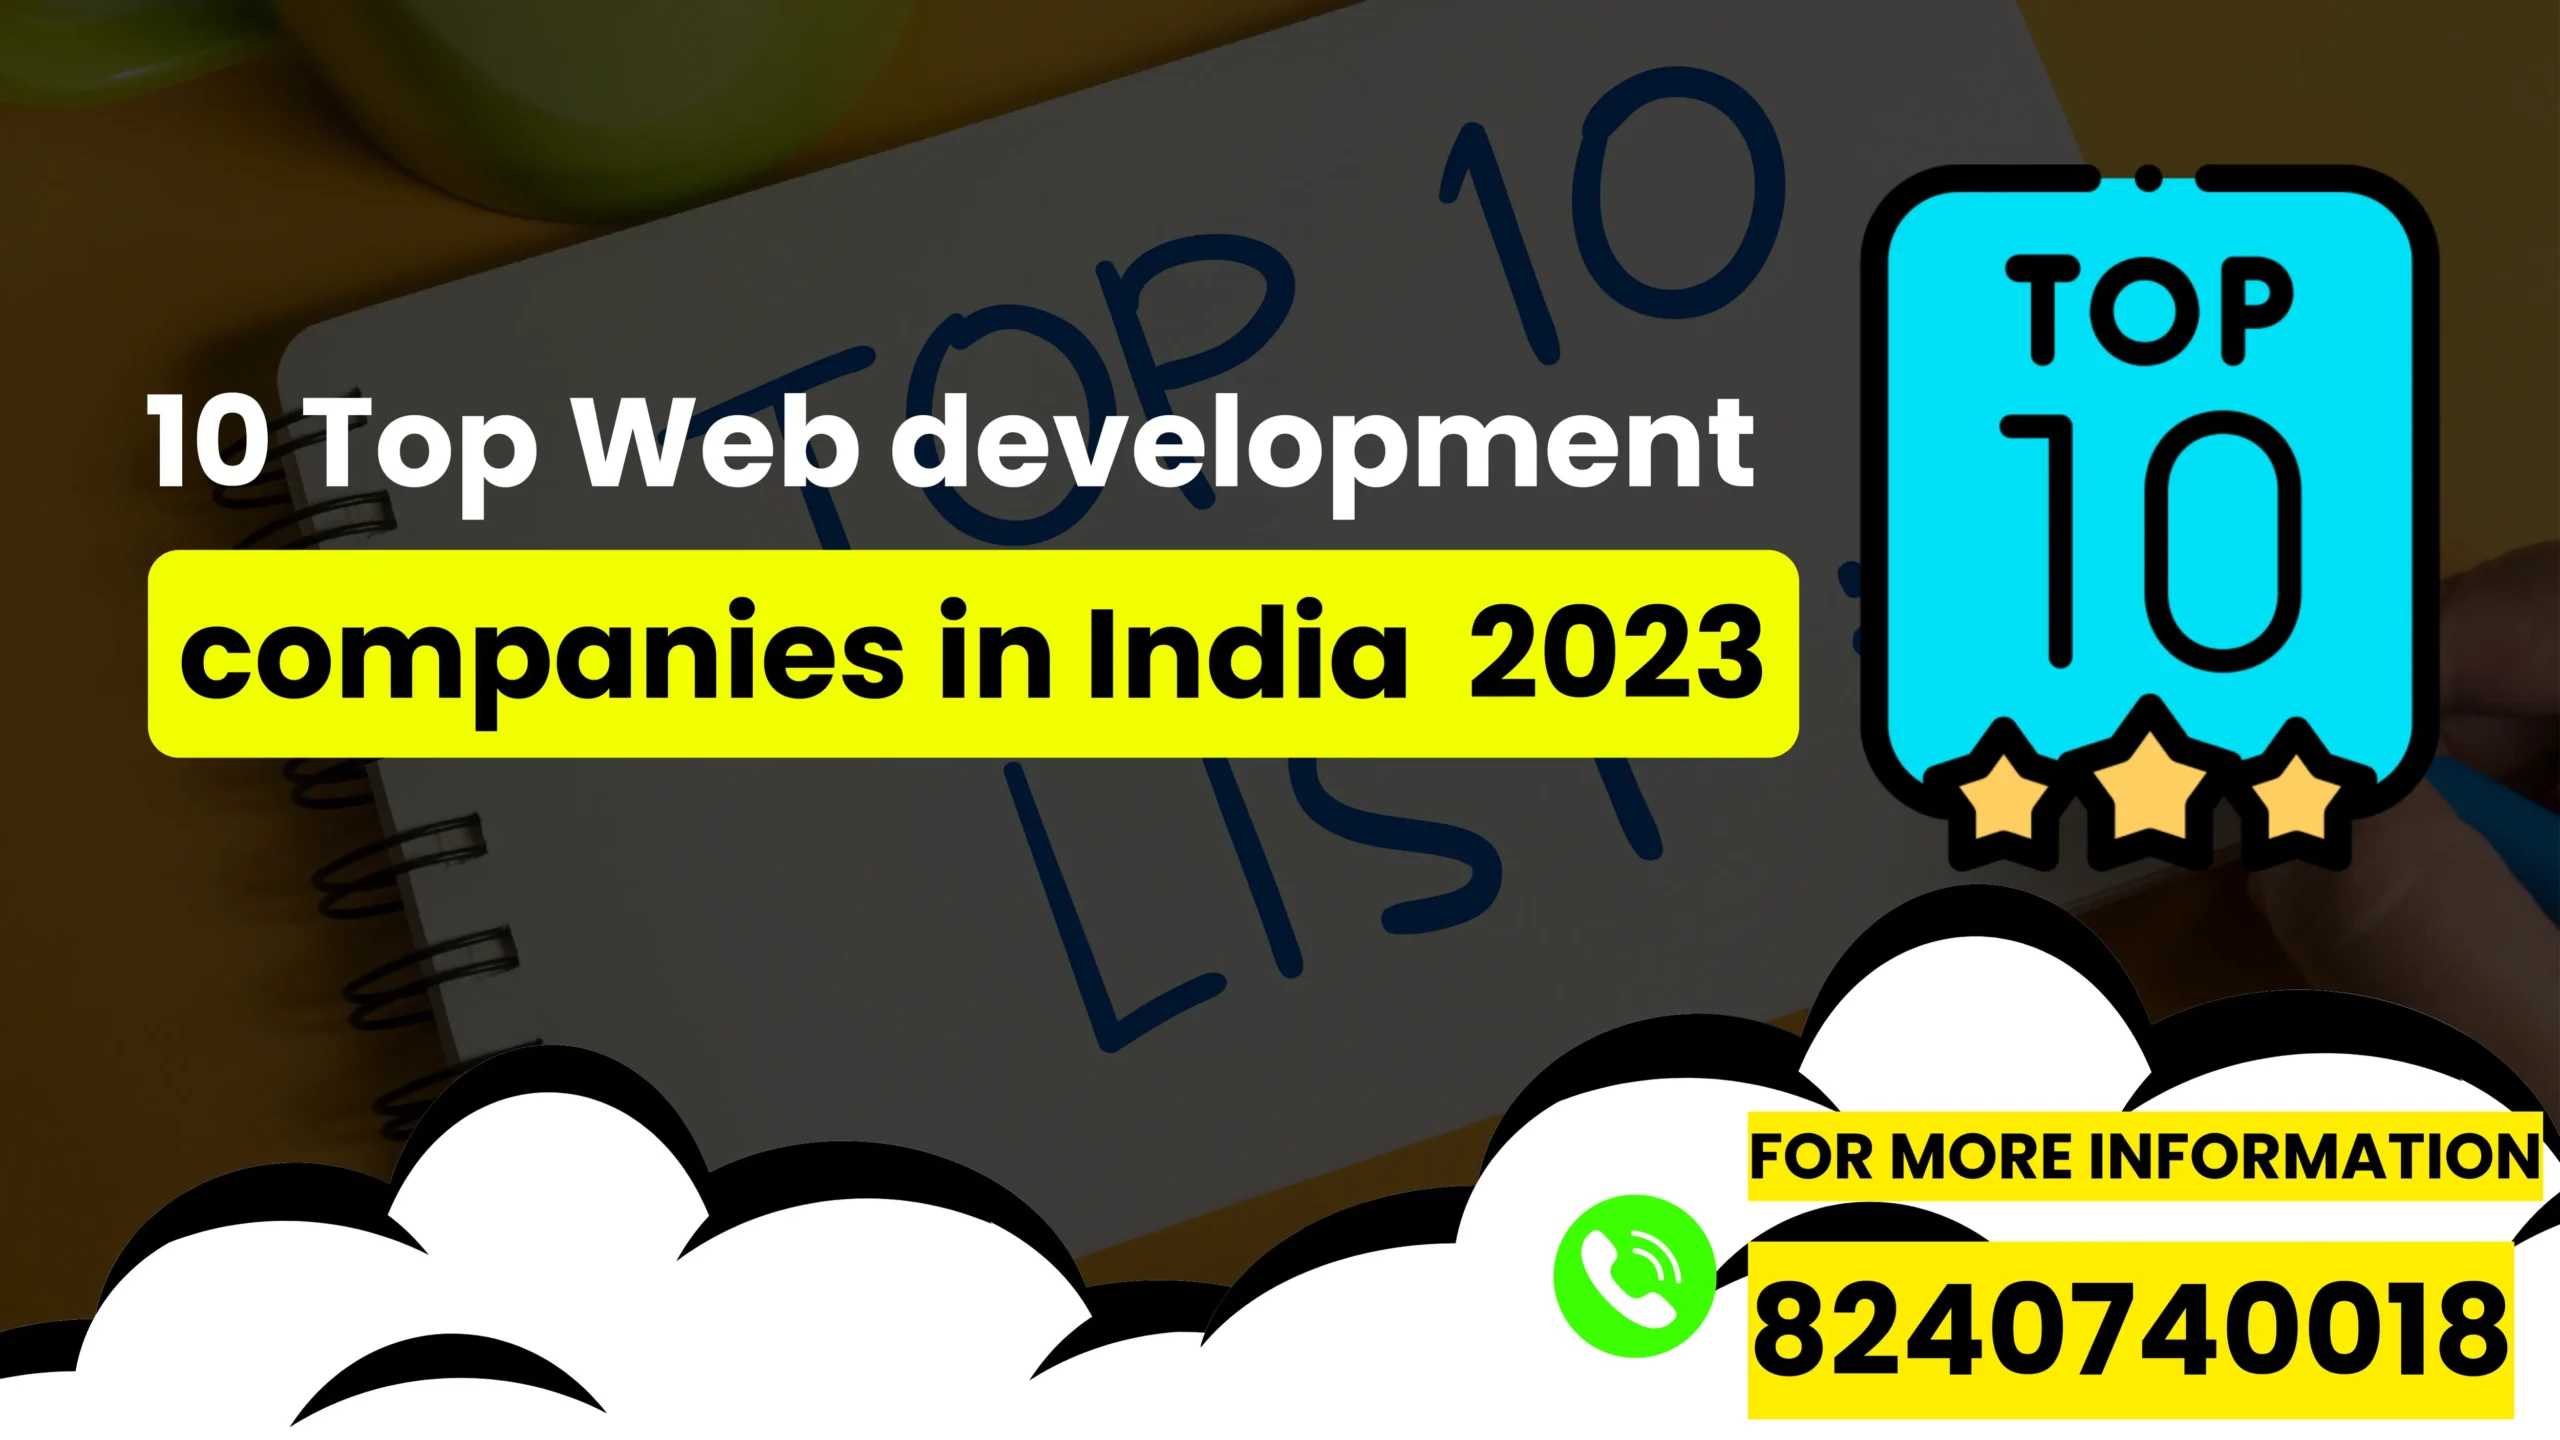 TOP 10
LIST
10 Top Web development
companies in India 2023
TOP
10
FOR MORE INFORMATION
8240740018